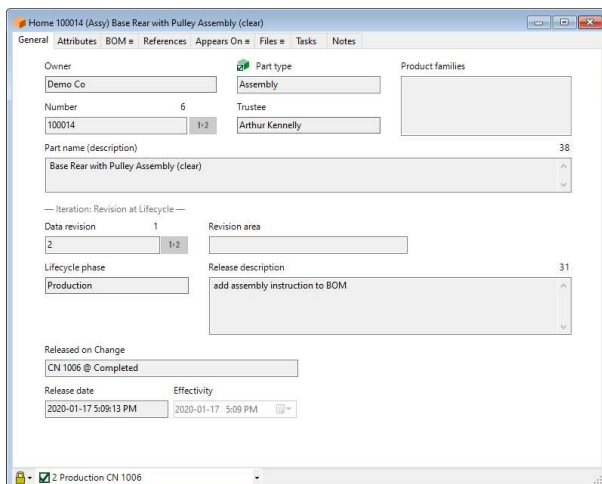 Home 100014 (Assy) Base Rear with Pulley Assembly (clear)
General Attributes BOM ≡ References Appears On ≡ Files ≡ Tasks Notes
Owner Part type Product families
Demo Co Assembly
Number 6 Trustee
100014 1›2 Arthur Kennelly
Part name (description) 38
Base Rear with Pulley Assembly (clear)
— Iteration: Revision at Lifecycle —
Data revision 1 Revision area
2 1›2
Lifecycle phase Release description 31
Production add assembly instruction to BOM
Released on Change
CN 1006 @ Completed
Release date Effectivity
2020-01-17 5:09:13 PM 2020-01-17 5:09 PM
2 Production CN 1006